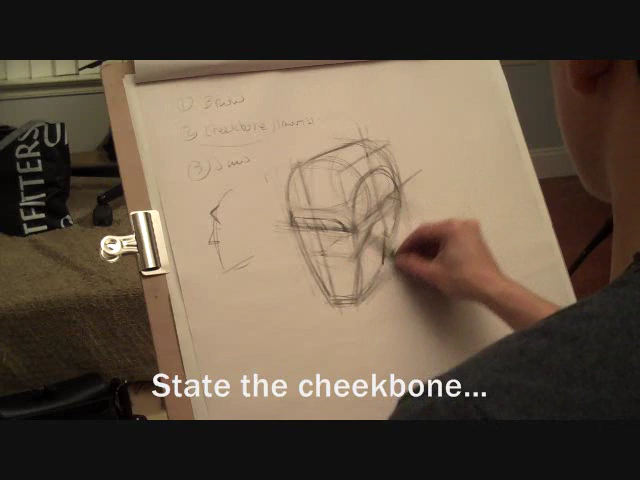 ① Brow
② Cheekbone/
③ Jaw
TFITTERS
State the cheekbone...